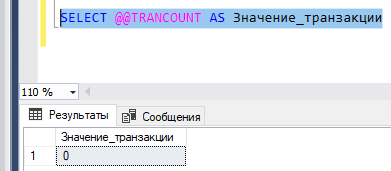 SELECT @@TRANCOUNT AS Значение_транзакции
110 %
Результаты Сообщения
Значение_транзакции
1 0